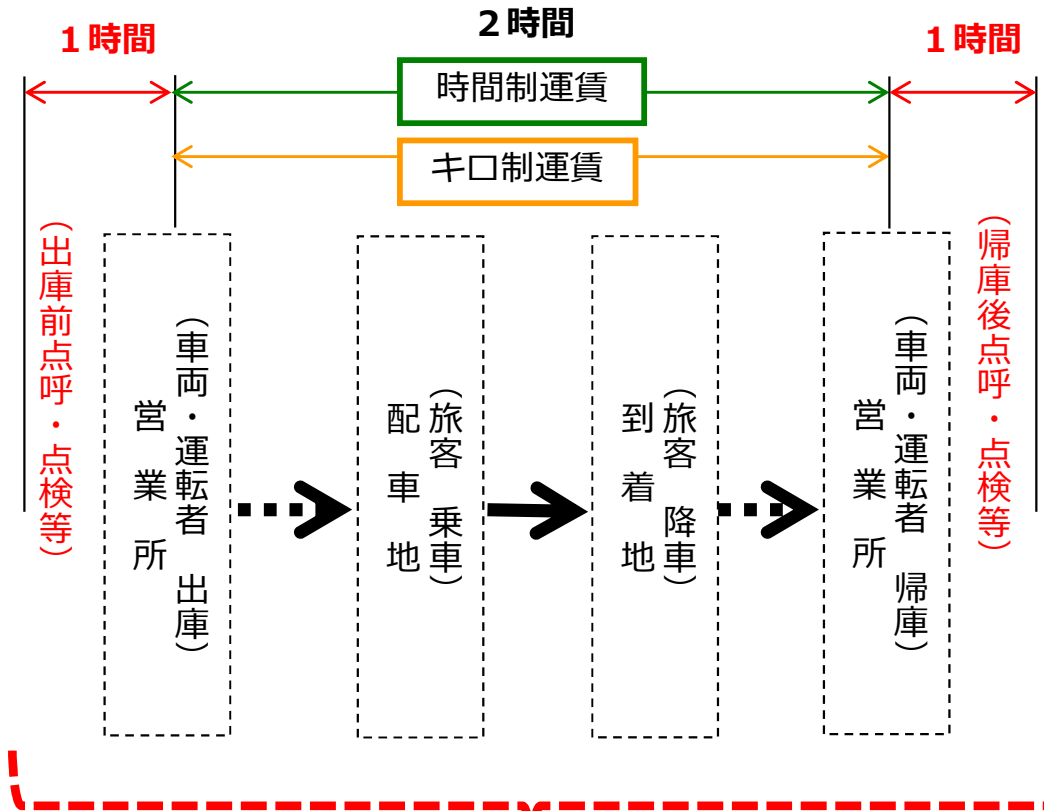 １時間
２時間
１時間
時間制運賃
キロ制運賃
（出庫前点呼・点検等）
営業所
（車両・運転者　出庫）
配車地
（旅客　乗車）
到着地
（旅客　降車）
営業所
（車両・運転者　帰庫）
（帰庫後点呼・点検等）